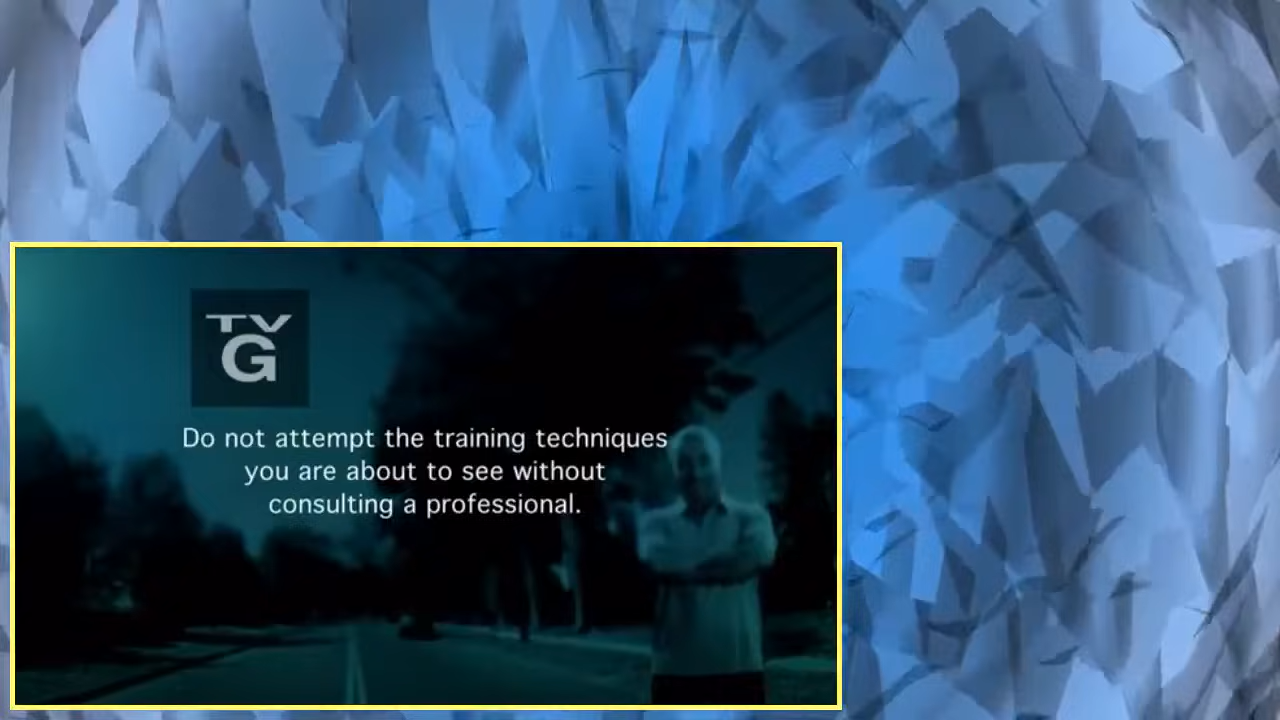 TV
G
Do not attempt the training techniques
you are about to see without
consulting a professional.